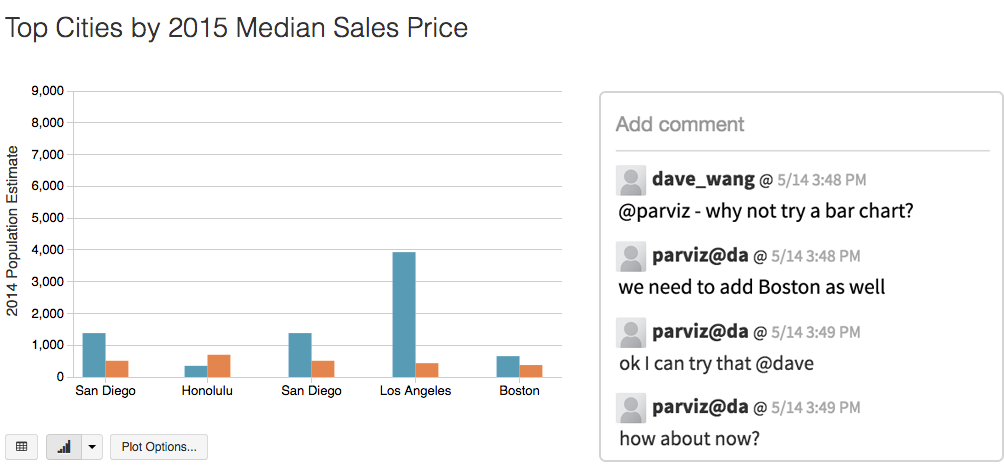 Top Cities by 2015 Median Sales Price
2014 Population Estimate
9,000
8,000
7,000
6,000
5,000
4,000
3,000
2,000
1,000
0
San Diego
Honolulu
San Diego
Los Angeles
Boston
Plot Options...
Add comment
dave_wang @ 5/14 3:48 PM
@parviz - why not try a bar chart?
parviz@da @ 5/14 3:48 PM
we need to add Boston as well
parviz@da @ 5/14 3:49 PM
ok I can try that @dave
parviz@da @ 5/14 3:49 PM
how about now?